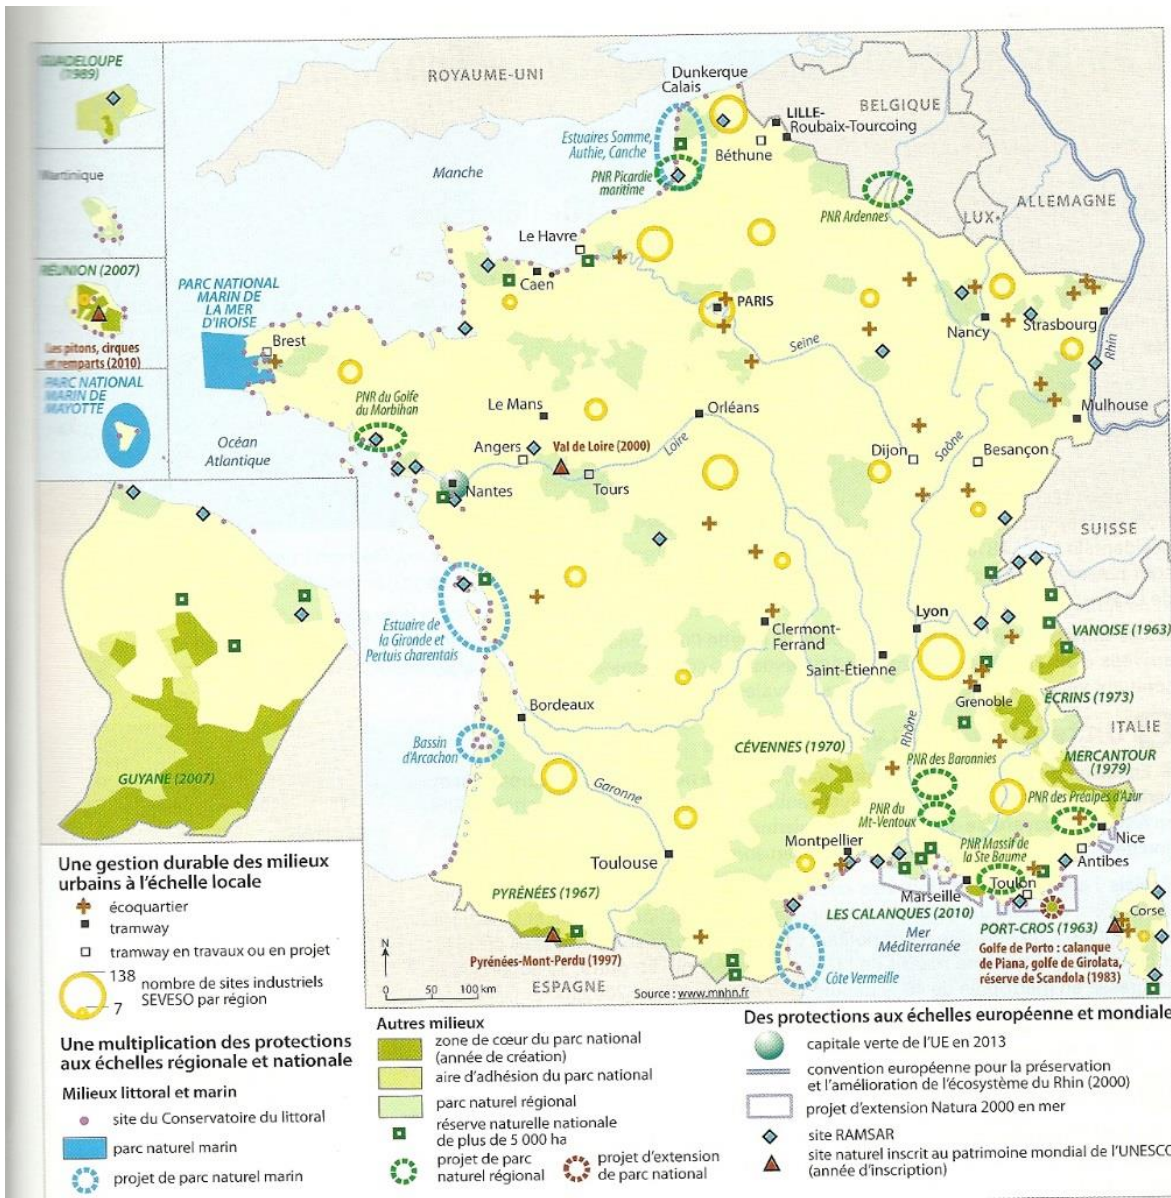 GUADELOUPE
(1989)
Martinique
RÉUNION (2007)
Les pitons, cirques
et remparts (2010)
PARC NATIONAL
MARIN DE
MAYOTTE
GUYANE (2007)
ROYAUME-UNI
Dunkerque
Calais
LILLE-
Roubaix-Tourcoing
BELGIQUE
Béthune
Estuaires Somme,
Authie, Canche
Manche
PNR Picardie
maritime
PNR Ardennes
LUX.
ALLEMAGNE
Le Havre
Caen
PARIS
Nancy
Strasbourg
Rhin
Seine
PARC NATIONAL
MARIN DE
LA MER
D'IROISE
Brest
PNR du Golfe
du Morbihan
Le Mans
Orléans
Mulhouse
Océan
Atlantique
Angers
Val de Loire (2000)
Loire
Dijon
Saône
Besançon
Nantes
Tours
SUISSE
Estuaire de
la Gironde et
Pertuis charentais
Lyon
Clermont-
Ferrand
VANOISE (1963)
Saint-Étienne
Grenoble
ÉCRINS (1973)
Bordeaux
Rhône
ITALIE
Bassin
d'Arcachon
CÉVENNES (1970)
PNR des Baronnies
MERCANTOUR
(1979)
Garonne
PNR des Préalpes d'Azur
PNR du
Mt-Ventoux
Montpellier
PNR Massif de
la Ste Baume
Nice
Antibes
Toulouse
Marseille
Toulon
PYRÉNÉES (1967)
LES CALANQUES (2010)
PORT-CROS (1963)
Corse
Mer
Méditerranée
Golfe de Porto : calanque
de Piana, golfe de Girolata,
réserve de Scandola (1983)
Pyrénées-Mont-Perdu (1997)
Côte Vermeille
ESPAGNE
N
0 50 100 km
Source : www.mnhn.fr
Une gestion durable des milieux
urbains à l'échelle locale
écoquartier
tramway
tramway en travaux ou en projet
138
nombre de sites industriels
SEVESO par région
7
Une multiplication des protections
aux échelles régionale et nationale
Milieux littoral et marin
site du Conservatoire du littoral
parc naturel marin
projet de parc naturel marin
Autres milieux
zone de cœur du parc national
(année de création)
aire d'adhésion du parc national
parc naturel régional
réserve naturelle nationale
de plus de 5 000 ha
projet de parc
naturel régional
projet d'extension
de parc national
Des protections aux échelles européenne et mondiale
capitale verte de l'UE en 2013
convention européenne pour la préservation
et l'amélioration de l'écosystème du Rhin (2000)
projet d'extension Natura 2000 en mer
site RAMSAR
site naturel inscrit au patrimoine mondial de l'UNESCO
(année d'inscription)